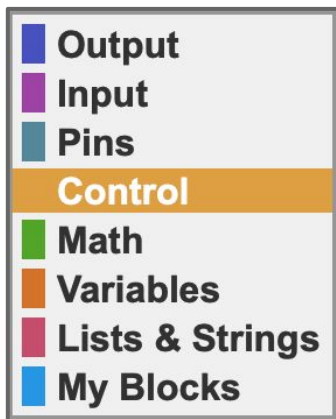 Output
Input
Pins
Control
Math
Variables
Lists & Strings
My Blocks